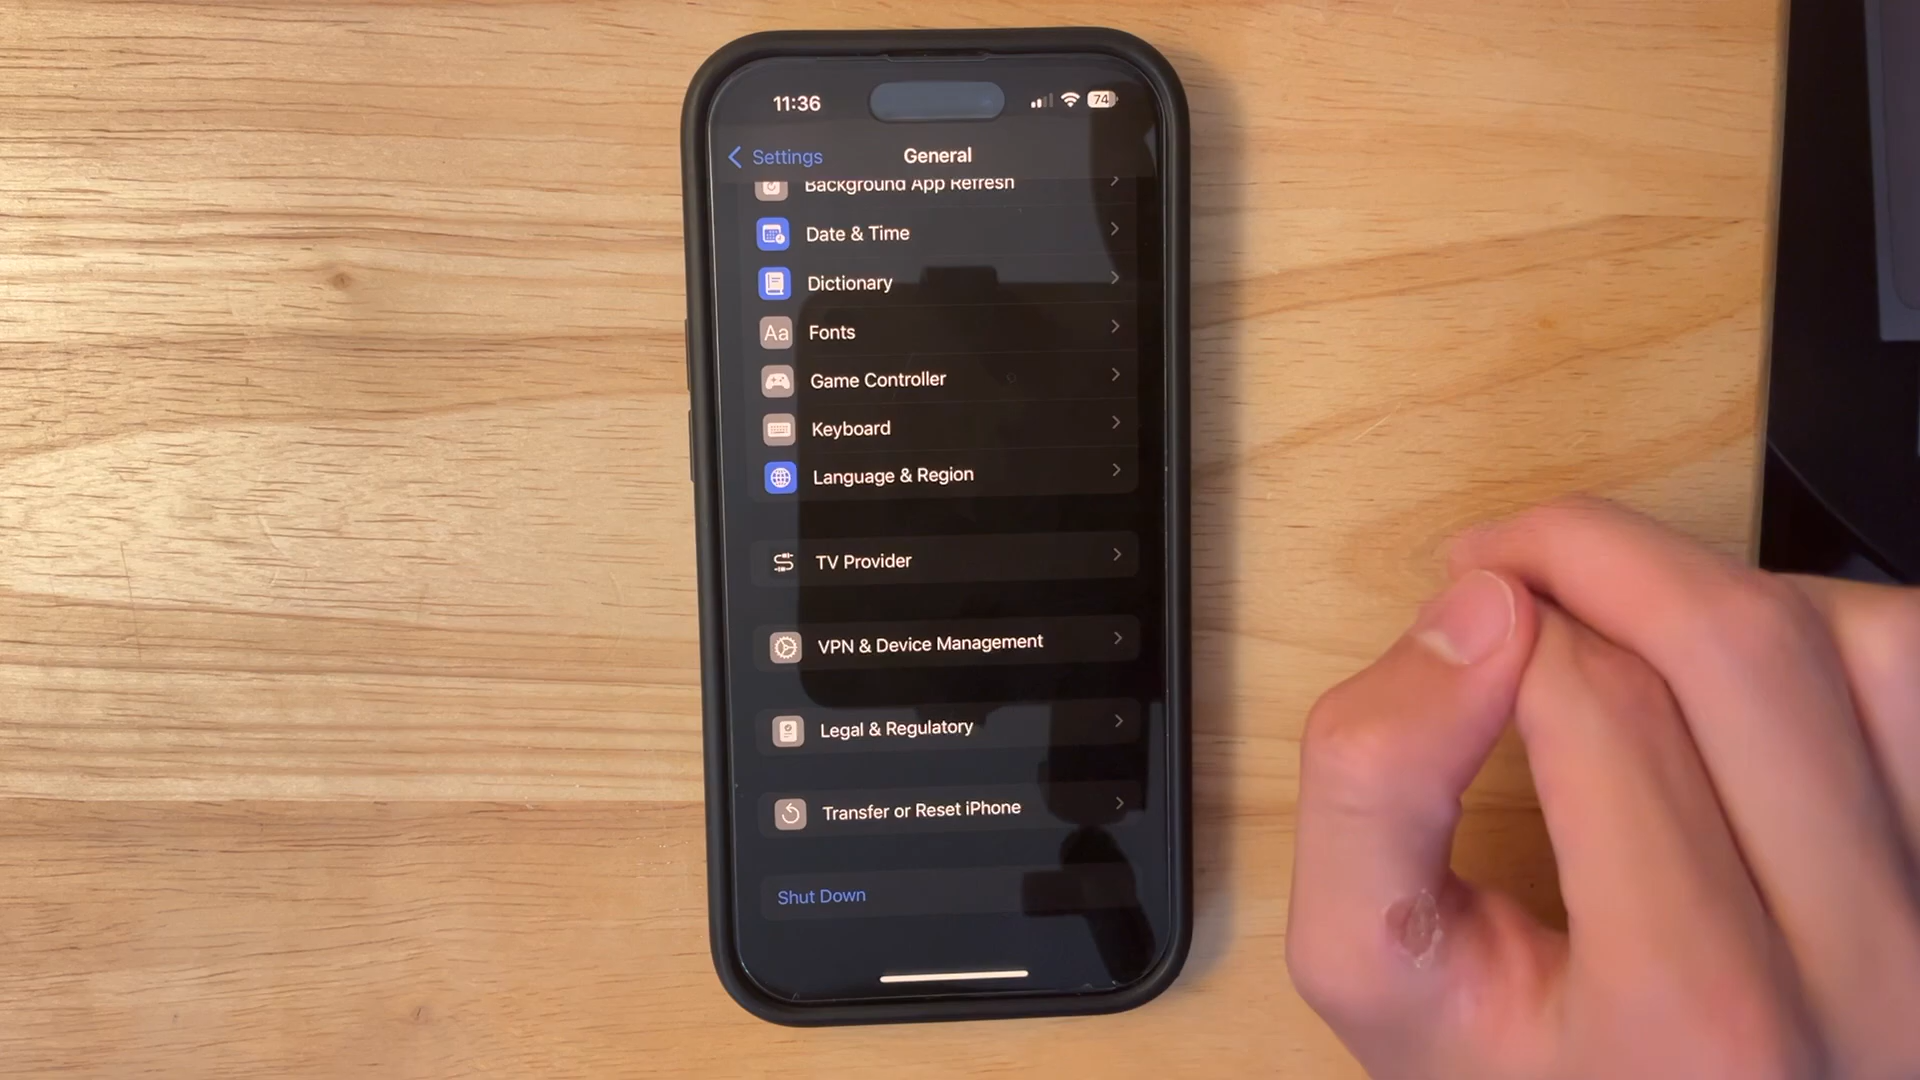 11:36
74
Settings
General
Background App Refresh
Date & Time
Dictionary
Aa
Fonts
Game Controller
Keyboard
Language & Region
TV Provider
VPN & Device Management
Legal & Regulatory
Transfer or Reset iPhone
Shut Down